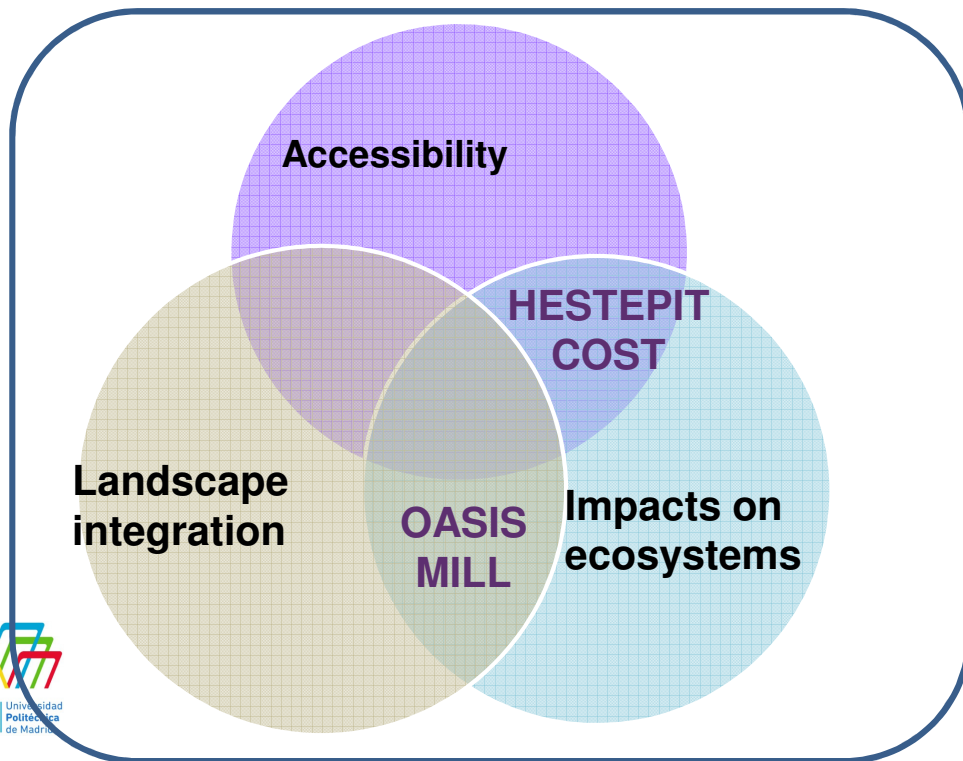 Accessibility
HESTEPIT
COST
Landscape
integration
OASIS
MILL
Impacts on
ecosystems
Universidad
Politécnica
de Madrid